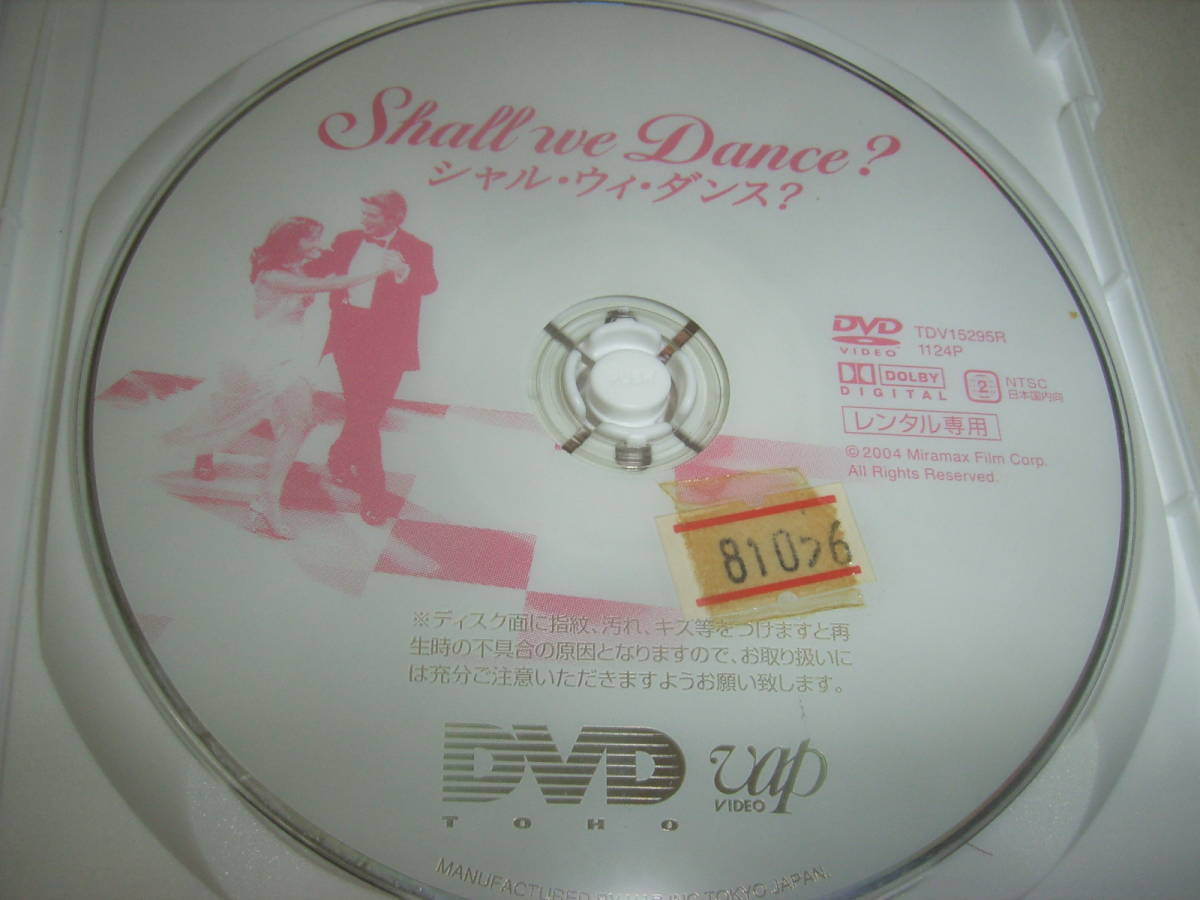 Shall we Dance?
シャル・ウィ・ダンス?
DVD
VIDEO
TDV15295R
1124P
DOLBY
DIGITAL
2
NTSC
日本国内向
レンタル専用
©2004 Miramax Film Corp.
All Rights Reserved.
※ディスク面に指紋、汚れ、キズ等をつけますと再
生時の不具合の原因となりますので、お取り扱いに
は充分ご注意いただきますようお願い致します。
DVD
TOHO
vap
VIDEO
MANUFACTURED TOKYO JAPAN.